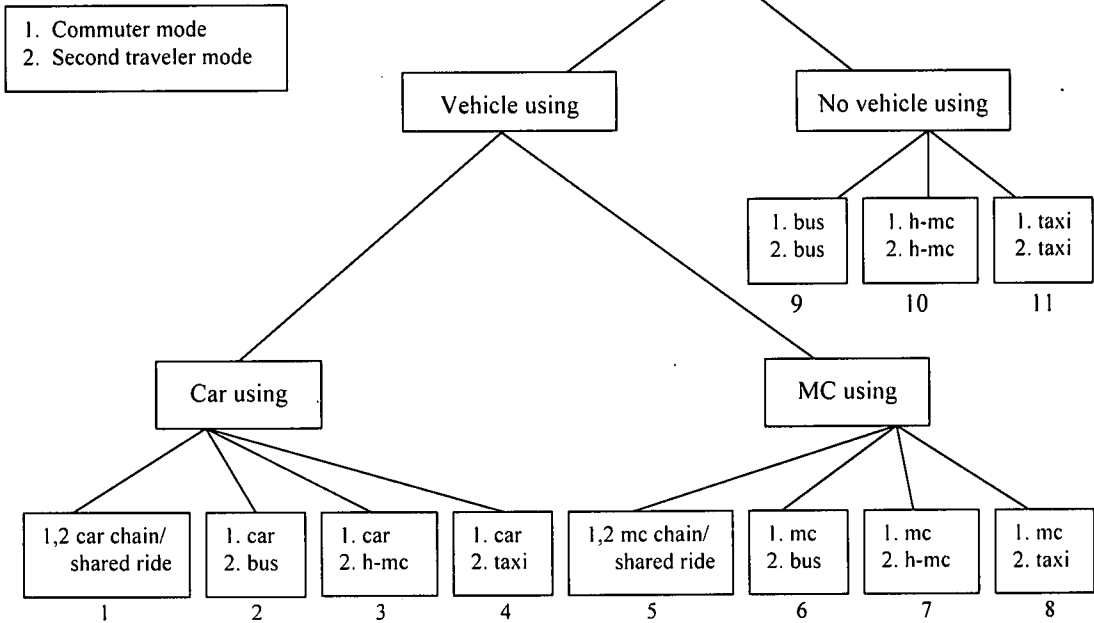 1. Commuter mode
2. Second traveler mode
Vehicle using
No vehicle using
1. bus
2. bus
1. h-mc
2. h-mc
1. taxi
2. taxi
9
10
11
Car using
MC using
1,2 car chain/
shared ride
1. car
2. bus
1. car
2. h-mc
1. car
2. taxi
1,2 mc chain/
shared ride
1. mc
2. bus
1. mc
2. h-mc
1. mc
2. taxi
1
2
3
4
5
6
7
8